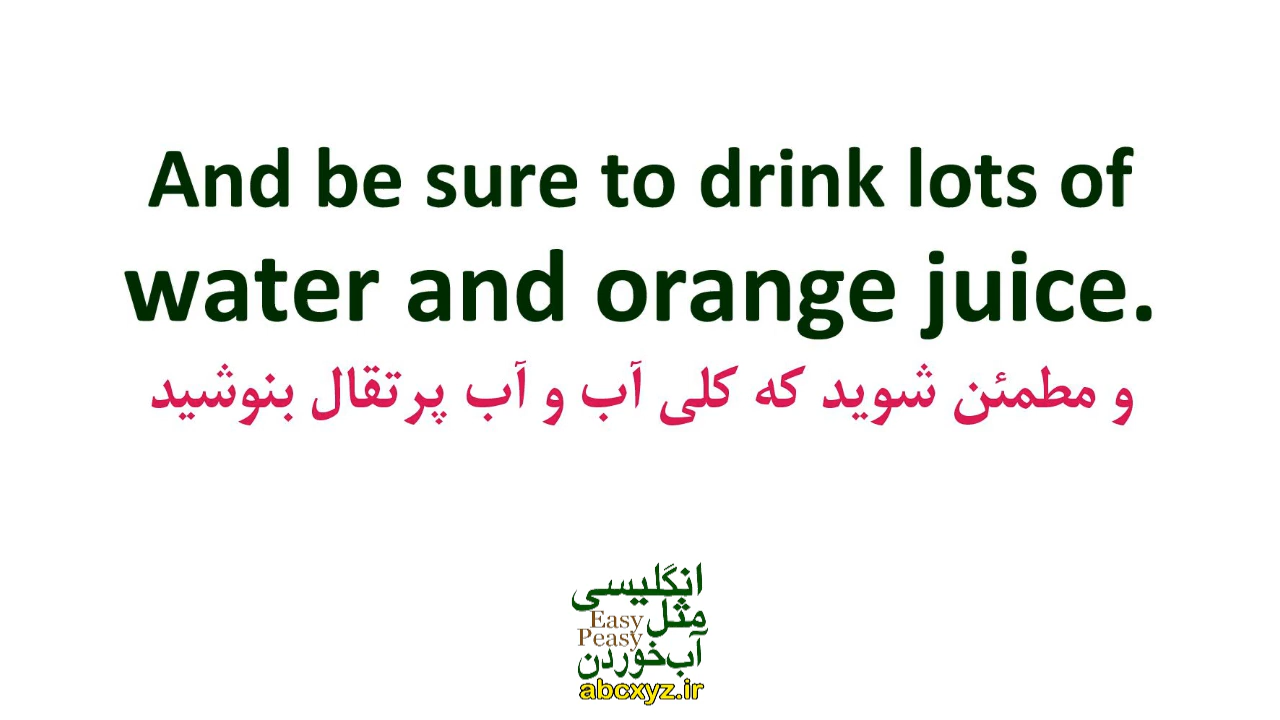 And be sure to drink lots of
water and orange juice.
و مطمئن شوید که کلی آب و آب پرتقال بنوشید
انگلیسی
مثل
Easy
Peasy
آب‌خوردن
abcxyz.ir